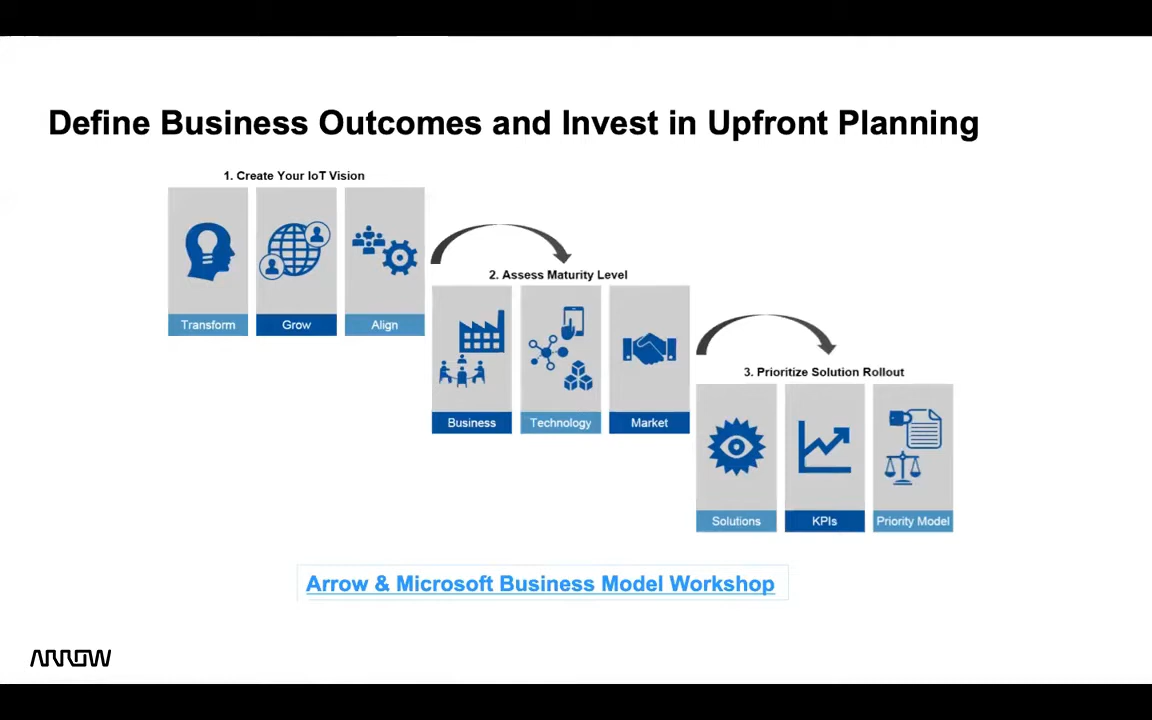 Define Business Outcomes and Invest in Upfront Planning
1. Create Your IoT Vision
Transform
Grow
Align
2. Assess Maturity Level
Business
Technology
Market
3. Prioritize Solution Rollout
Solutions
KPIs
Priority Model
Arrow & Microsoft Business Model Workshop
ARROW